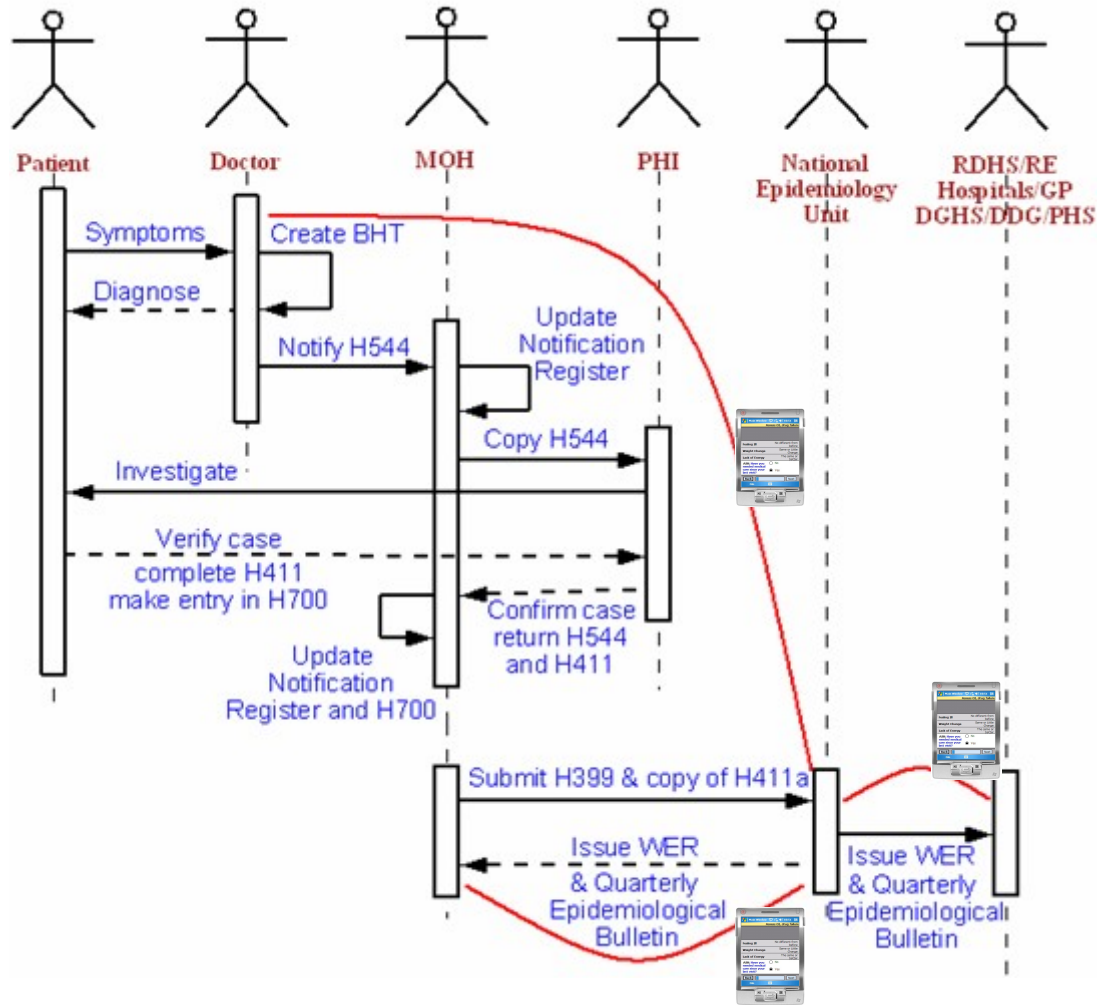 Patient
Doctor
MOH
PHI
National
Epidemiology
Unit
RDHS/RE
Hospitals/GP
DGHS/DDG/PHS
Symptoms
Create BHT
Diagnose
Notify H544
Update
Notification
Register
Copy H544
Investigate
Verify case
complete H411
make entry in H700
Confirm case
return H544
and H411
Update
Notification
Register and H700
Submit H399 & copy of H411a
Issue WER
& Quarterly
Epidemiological
Bulletin
Issue WER
& Quarterly
Epidemiological
Bulletin